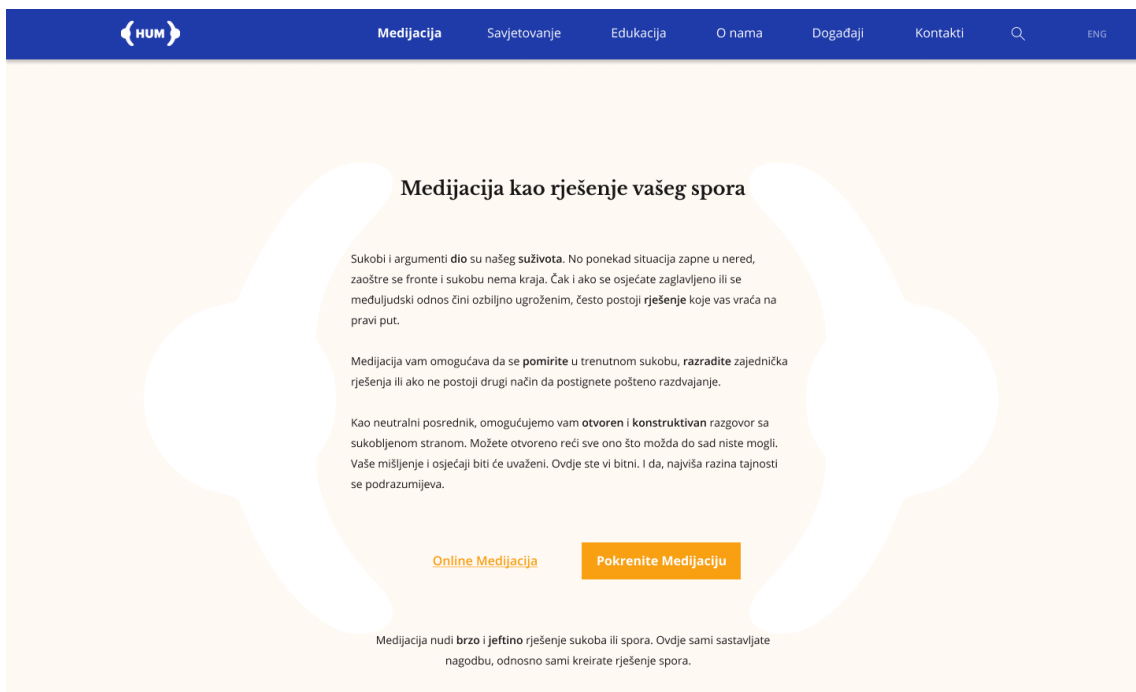 HUM
Medijacija Savjetovanje Edukacija O nama Događaji Kontakti ENG
Medijacija kao rješenje vašeg spora
Sukobi i argumenti dio su našeg suživota. No ponekad situacija zapne u nered,
zaoštre se fronte i sukobu nema kraja. Čak i ako se osjećate zaglavljeno ili se
međuljudski odnos čini ozbiljno ugroženim, često postoji rješenje koje vas vraća na
pravi put.
Medijacija vam omogućava da se pomirite u trenutnom sukobu, razradite zajednička
rješenja ili ako ne postoji drugi način da postignete pošteno razdvajanje.
Kao neutralni posrednik, omogućujemo vam otvoren i konstruktivan razgovor sa
sukobljenom stranom. Možete otvoreno reći sve ono što možda do sad niste mogli.
Vaše mišljenje i osjećaji biti će uvaženi. Ovdje ste vi bitni. I da, najviša razina tajnosti
se podrazumijeva.
Online Medijacija Pokrenite Medijaciju
Medijacija nudi brzo i jeftino rješenje sukoba ili spora. Ovdje sami sastavljate
nagodbu, odnosno sami kreirate rješenje spora.